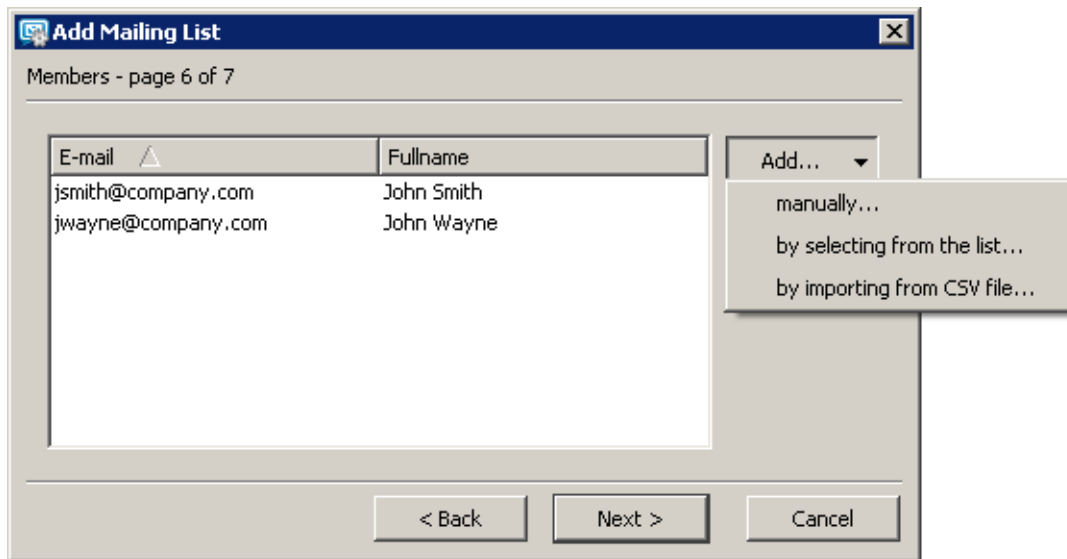 Add Mailing List
Members - page 6 of 7
E-mail Fullname
jsmith@company.com John Smith
jwayne@company.com John Wayne
Add...
manually...
by selecting from the list...
by importing from CSV file...
< Back Next > Cancel